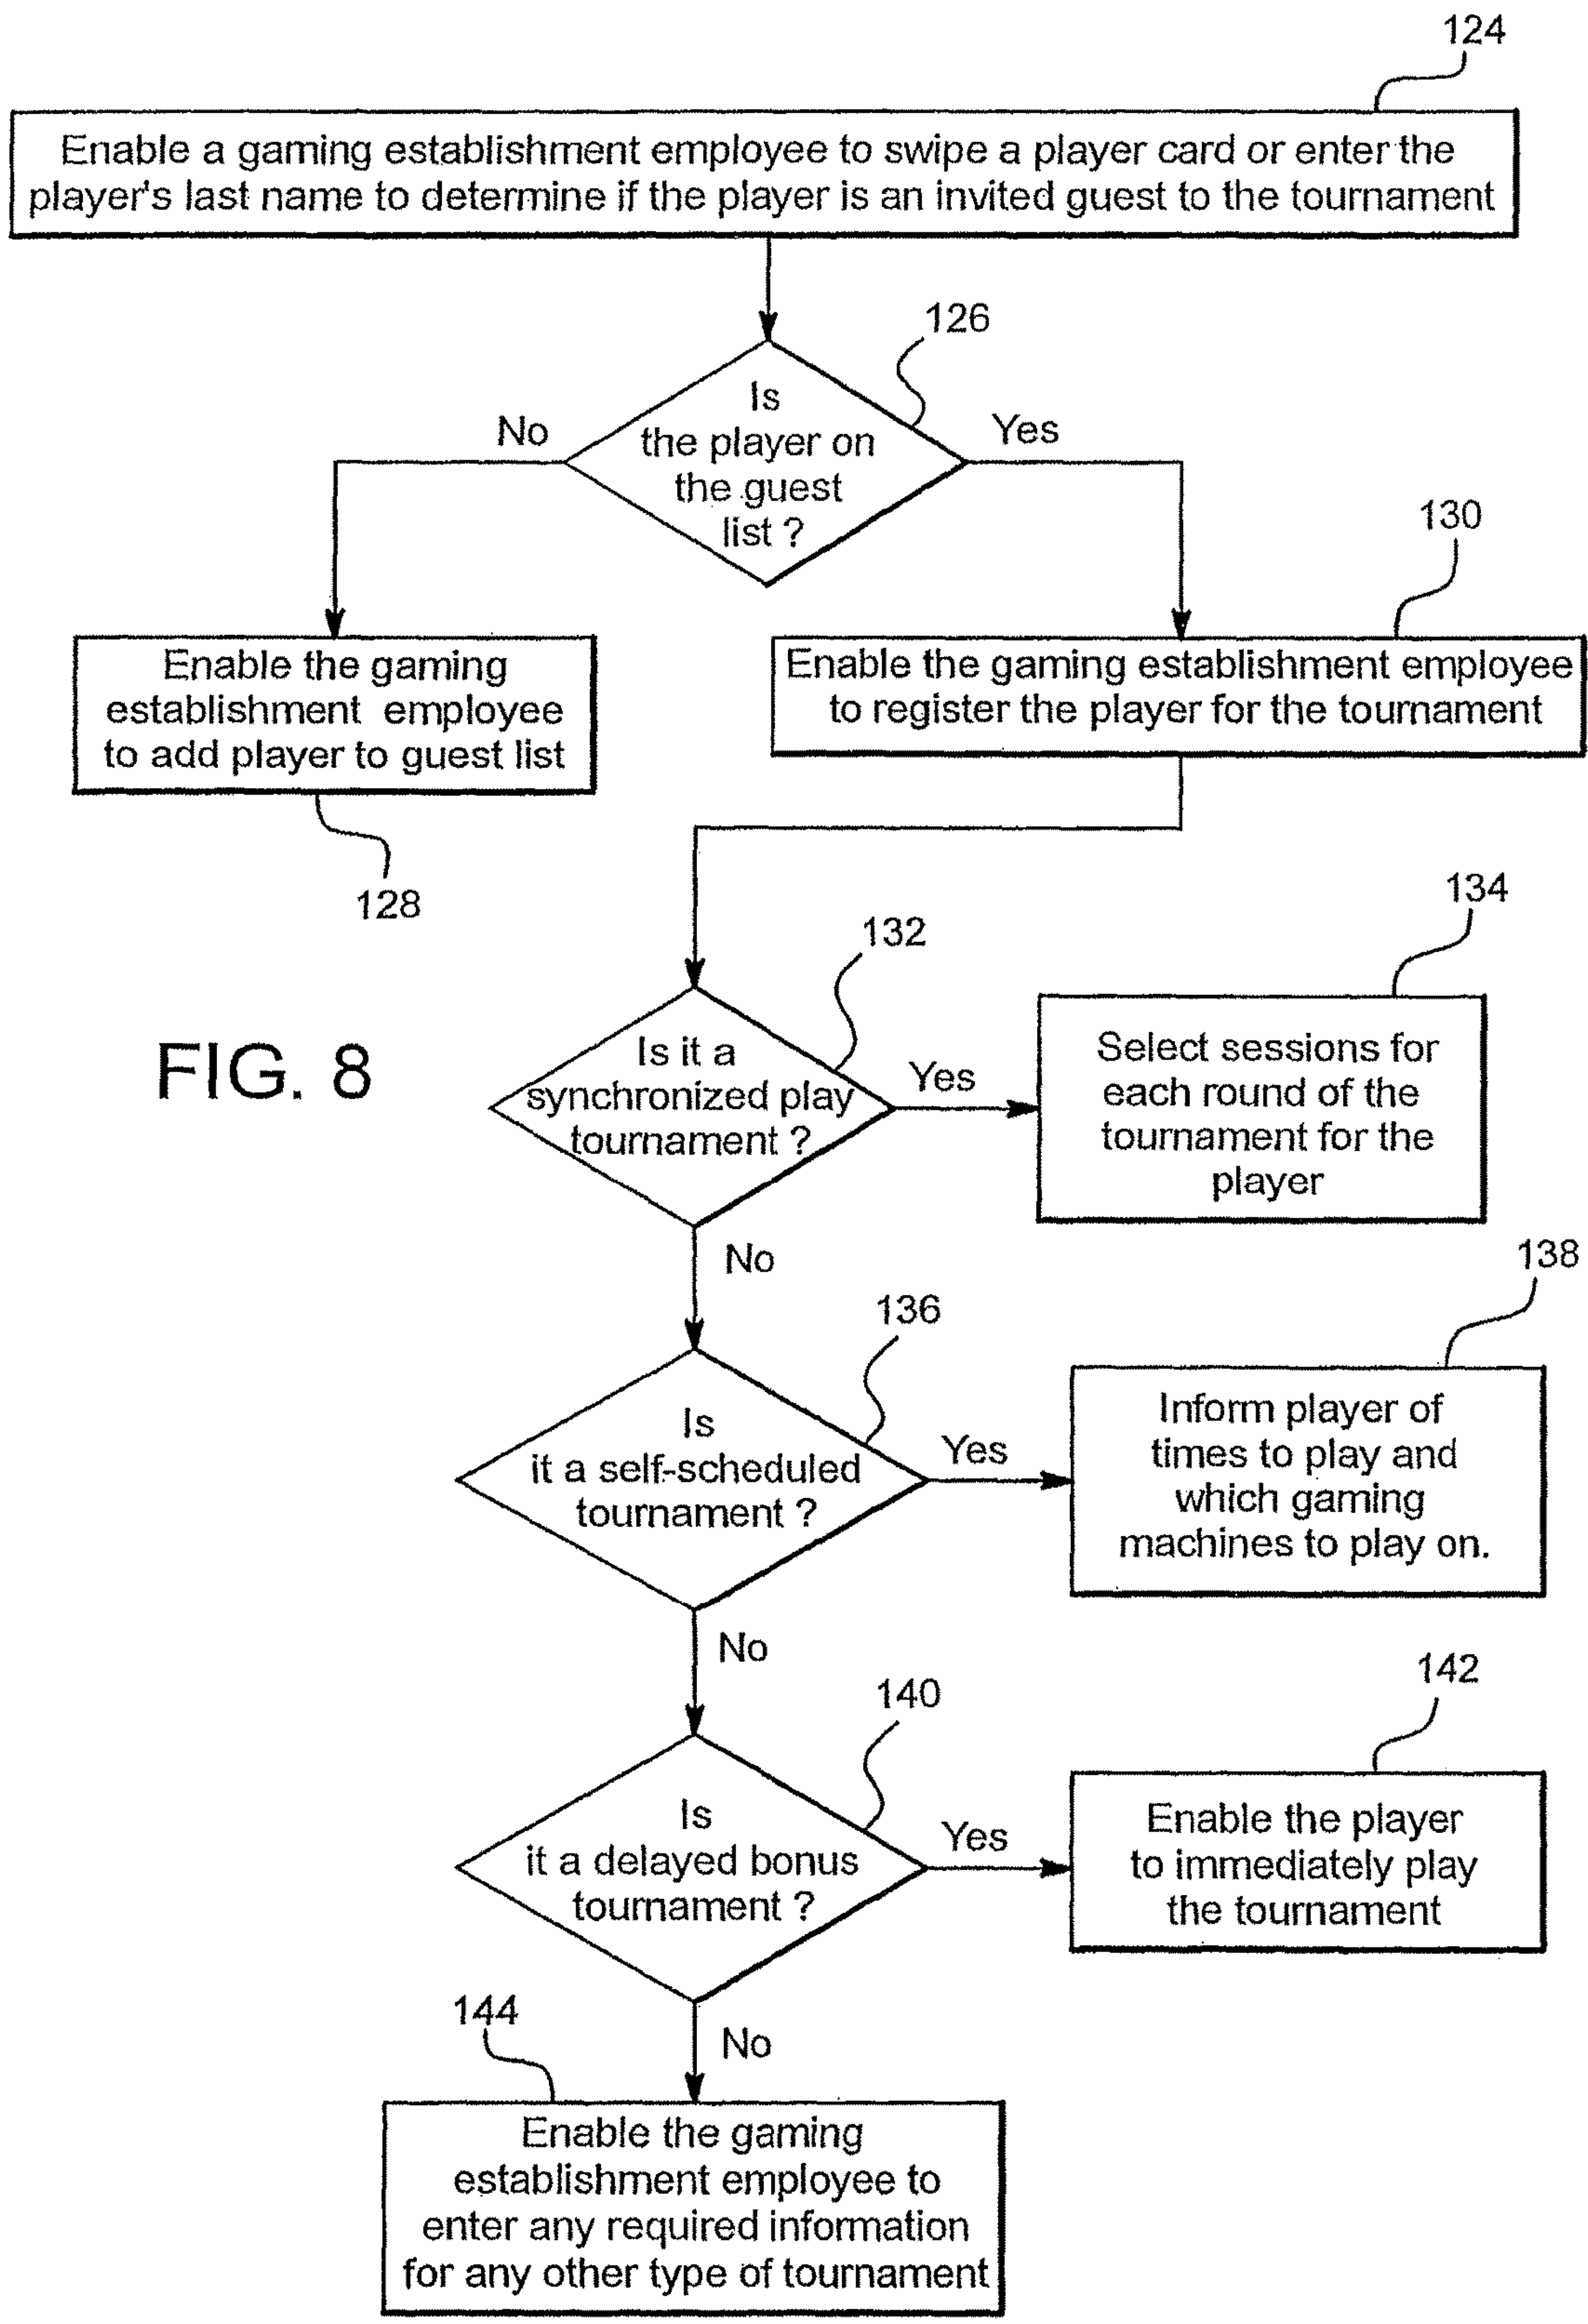 124
Enable a gaming establishment employee to swipe a player card or enter the
player's last name to determine if the player is an invited guest to the tournament
126
Is
the player on
the guest
list ?
No
Yes
130
Enable the gaming
establishment employee
to add player to guest list
Enable the gaming establishment employee
to register the player for the tournament
128
132
134
FIG. 8
Is it a
synchronized play
tournament ?
Yes
Select sessions for
each round of the
tournament for the
player
No
136
138
Is
it a self-scheduled
tournament ?
Yes
Inform player of
times to play and
which gaming
machines to play on.
No
140
142
Is
it a delayed bonus
tournament ?
Yes
Enable the player
to immediately play
the tournament
144
No
Enable the gaming
establishment employee to
enter any required information
for any other type of tournament